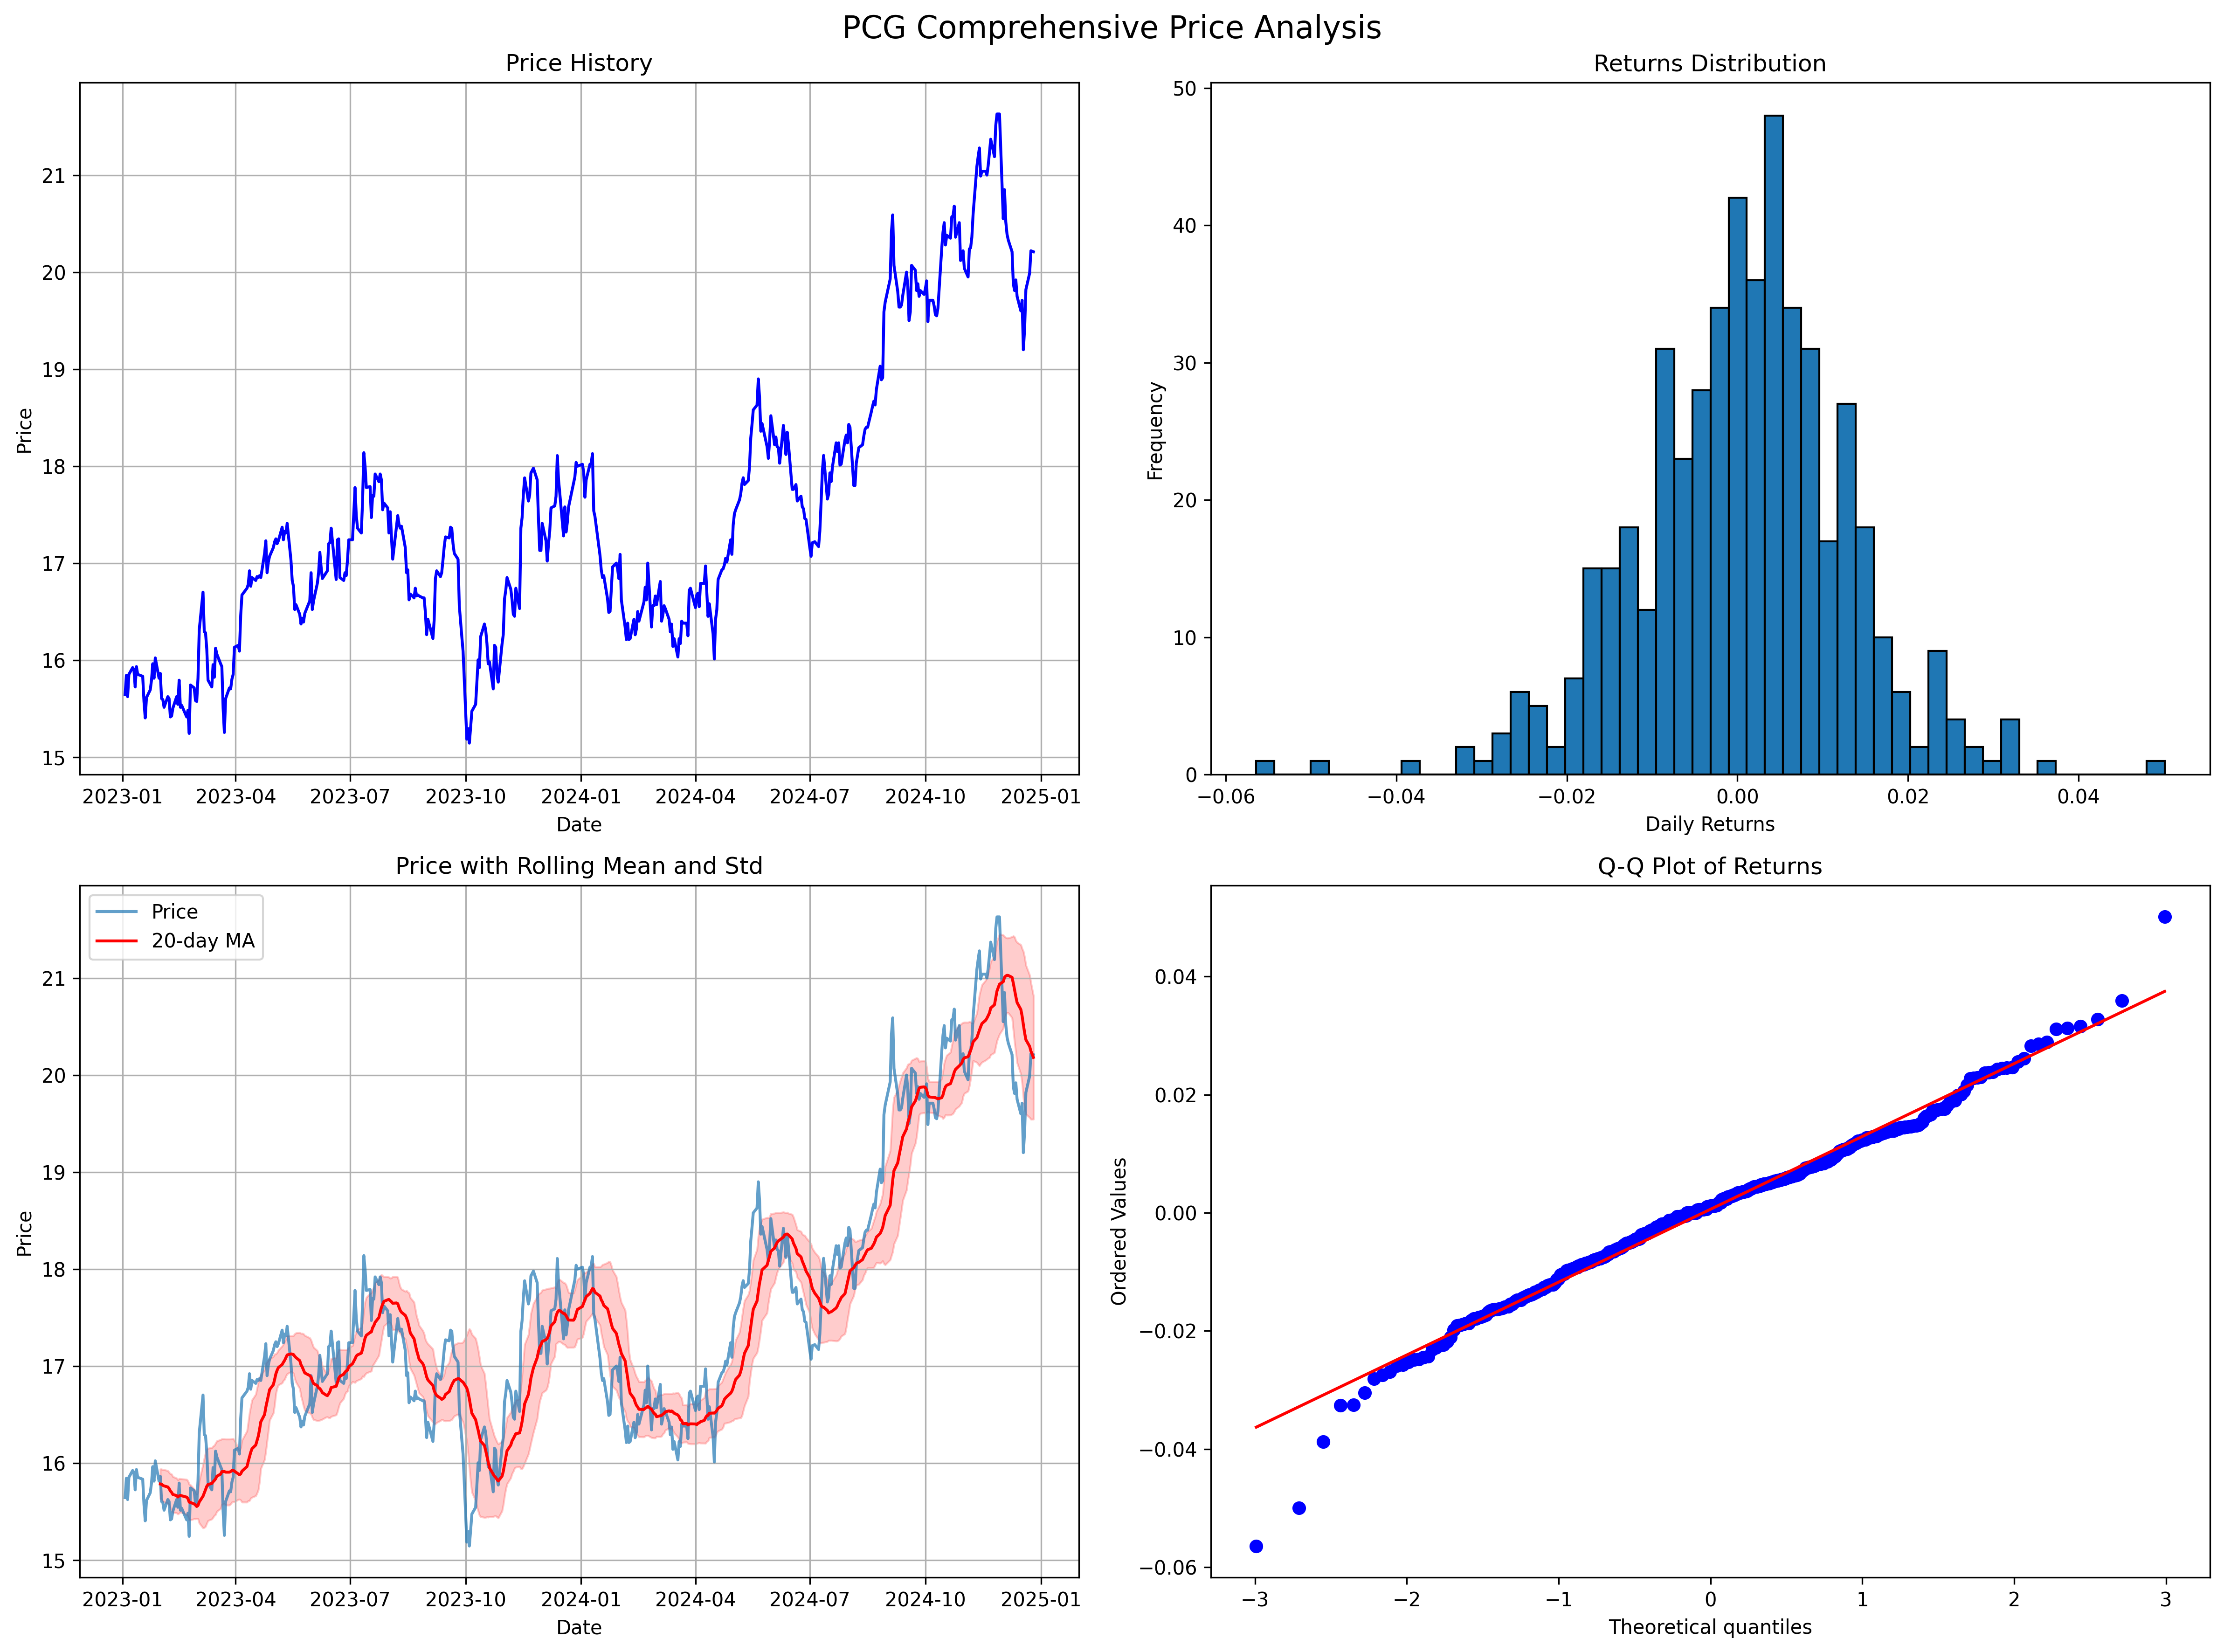 PCG Comprehensive Price Analysis
Price History
21
20
19
18
17
16
15
Price
2023-01 2023-04 2023-07 2023-10 2024-01 2024-04 2024-07 2024-10 2025-01
Date
Returns Distribution
50
40
30
20
10
0
Frequency
−0.06 −0.04 −0.02 0.00 0.02 0.04
Daily Returns
Price with Rolling Mean and Std
Price
20-day MA
21
20
19
18
17
16
15
Price
2023-01 2023-04 2023-07 2023-10 2024-01 2024-04 2024-07 2024-10 2025-01
Date
Q-Q Plot of Returns
0.04
0.02
0.00
−0.02
−0.04
−0.06
Ordered Values
−3 −2 −1 0 1 2 3
Theoretical quantiles